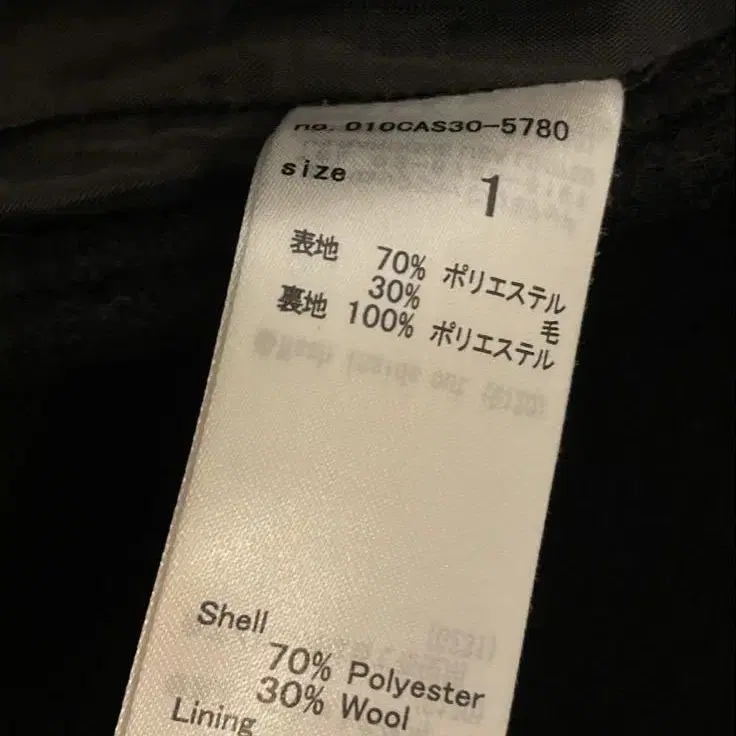 no. 010CAS30-5780
size 1
表地 70% ポリエステル
30% 毛
裏地 100% ポリエステル
Shell
70% Polyester
30% Wool
Lining